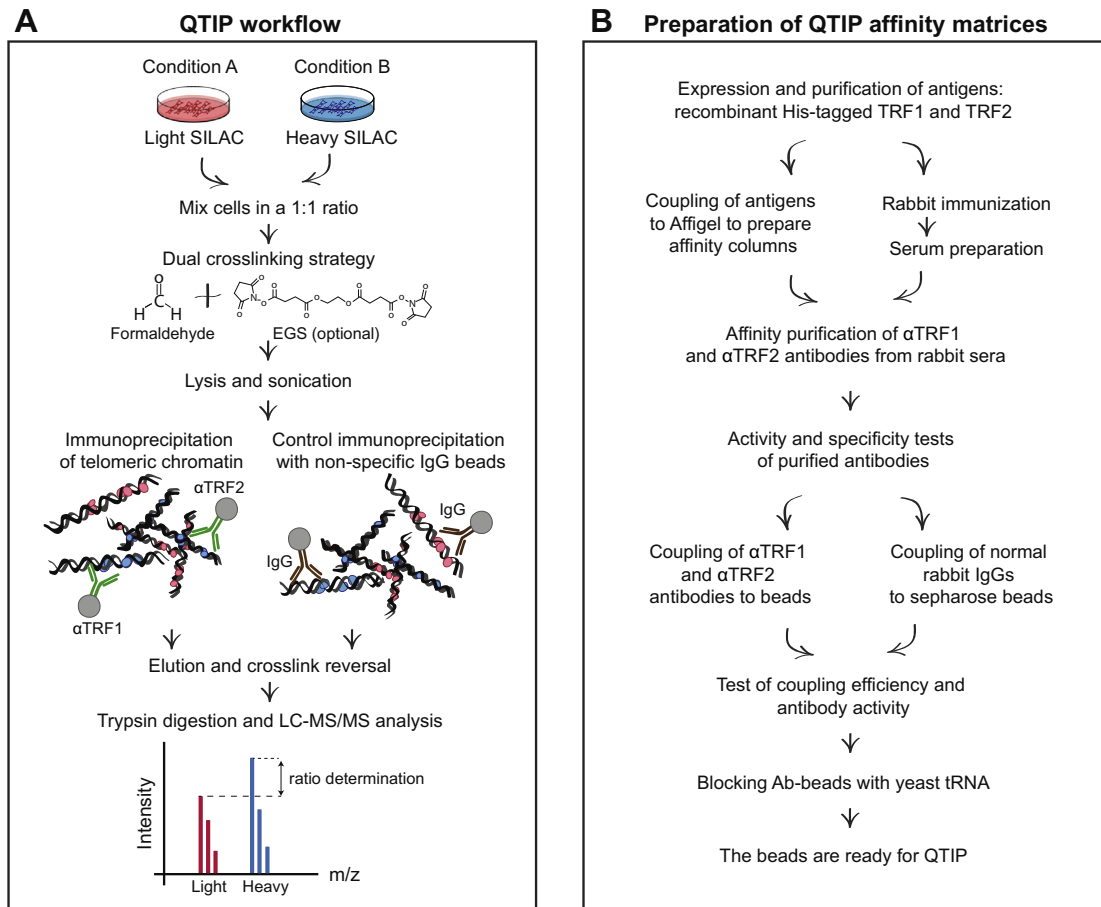 A
QTIP workflow
Condition A
Condition B
Light SILAC
Heavy SILAC
Mix cells in a 1:1 ratio
Dual crosslinking strategy
O
C
H
H
Formaldehyde
+
O
N
O
O
O
O
O
O
O
O
O
N
O
EGS (optional)
Lysis and sonication
Immunoprecipitation
of telomeric chromatin
Control immunoprecipitation
with non-specific IgG beads
αTRF2
αTRF1
IgG
IgG
Elution and crosslink reversal
Trypsin digestion and LC-MS/MS analysis
Intensity
ratio determination
Light
Heavy
m/z
B
Preparation of QTIP affinity matrices
Expression and purification of antigens:
recombinant His-tagged TRF1 and TRF2
Coupling of antigens
to Affigel to prepare
affinity columns
Rabbit immunization
Serum preparation
Affinity purification of αTRF1
and αTRF2 antibodies from rabbit sera
Activity and specificity tests
of purified antibodies
Coupling of αTRF1
and αTRF2
antibodies to beads
Coupling of normal
rabbit IgGs
to sepharose beads
Test of coupling efficiency and
antibody activity
Blocking Ab-beads with yeast tRNA
The beads are ready for QTIP